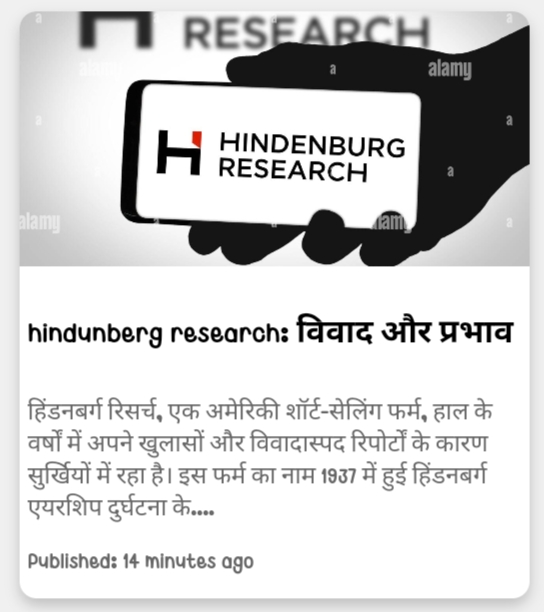 RESEARCH
alamy
a
alamy
a
a
HINDENBURG
RESEARCH
a
alamy
alamy
a
hindunberg research: विवाद और प्रभाव
हिंडनबर्ग रिसर्च, एक अमेरिकी शॉर्ट-सेलिंग फर्म, हाल के
वर्षों में अपने खुलासों और विवादास्पद रिपोर्टों के कारण
सुर्खियों में रहा है। इस फर्म का नाम 1937 में हुई हिंडनबर्ग
एयरशिप दुर्घटना के....
Published: 14 minutes ago